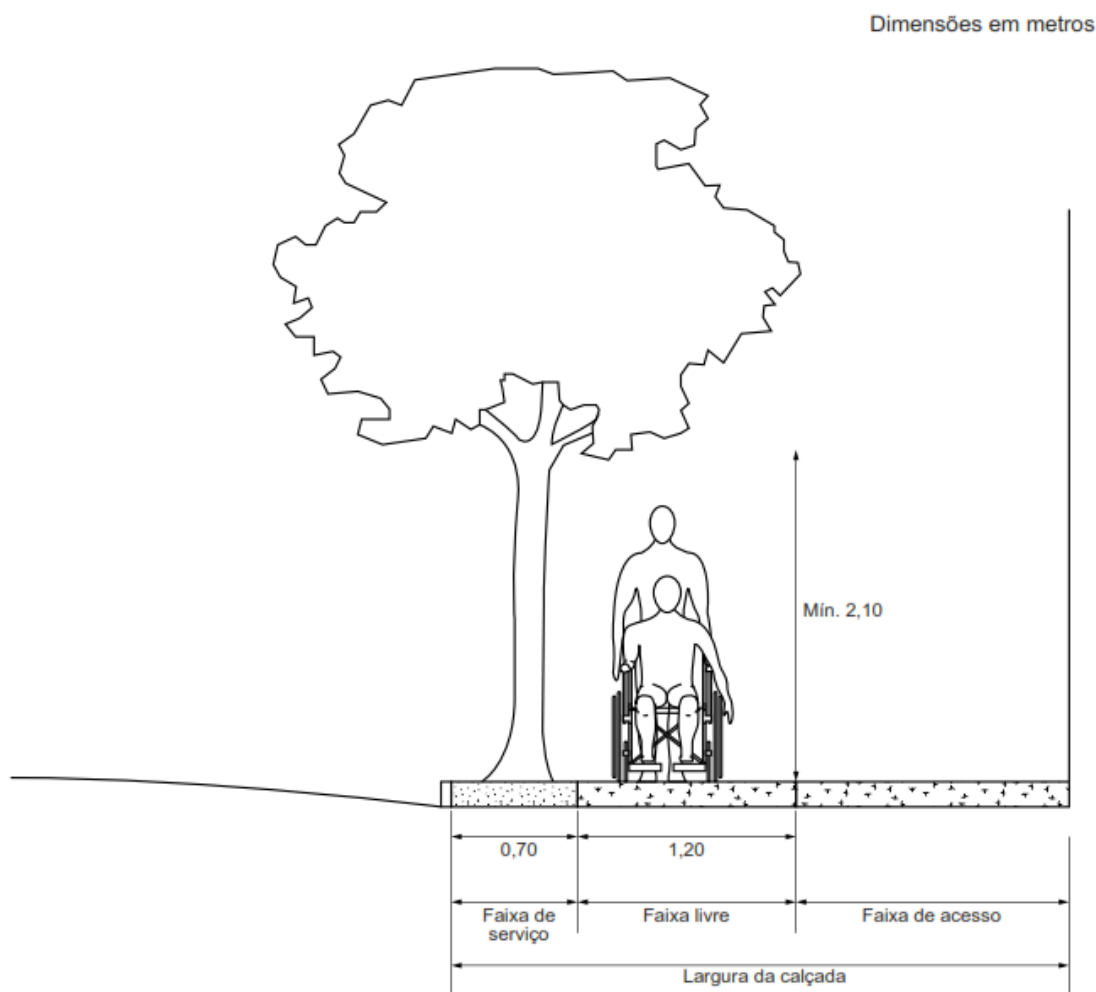 Dimensões em metros
Mín. 2,10
0,70
1,20
Faixa de
serviço
Faixa livre
Faixa de acesso
Largura da calçada